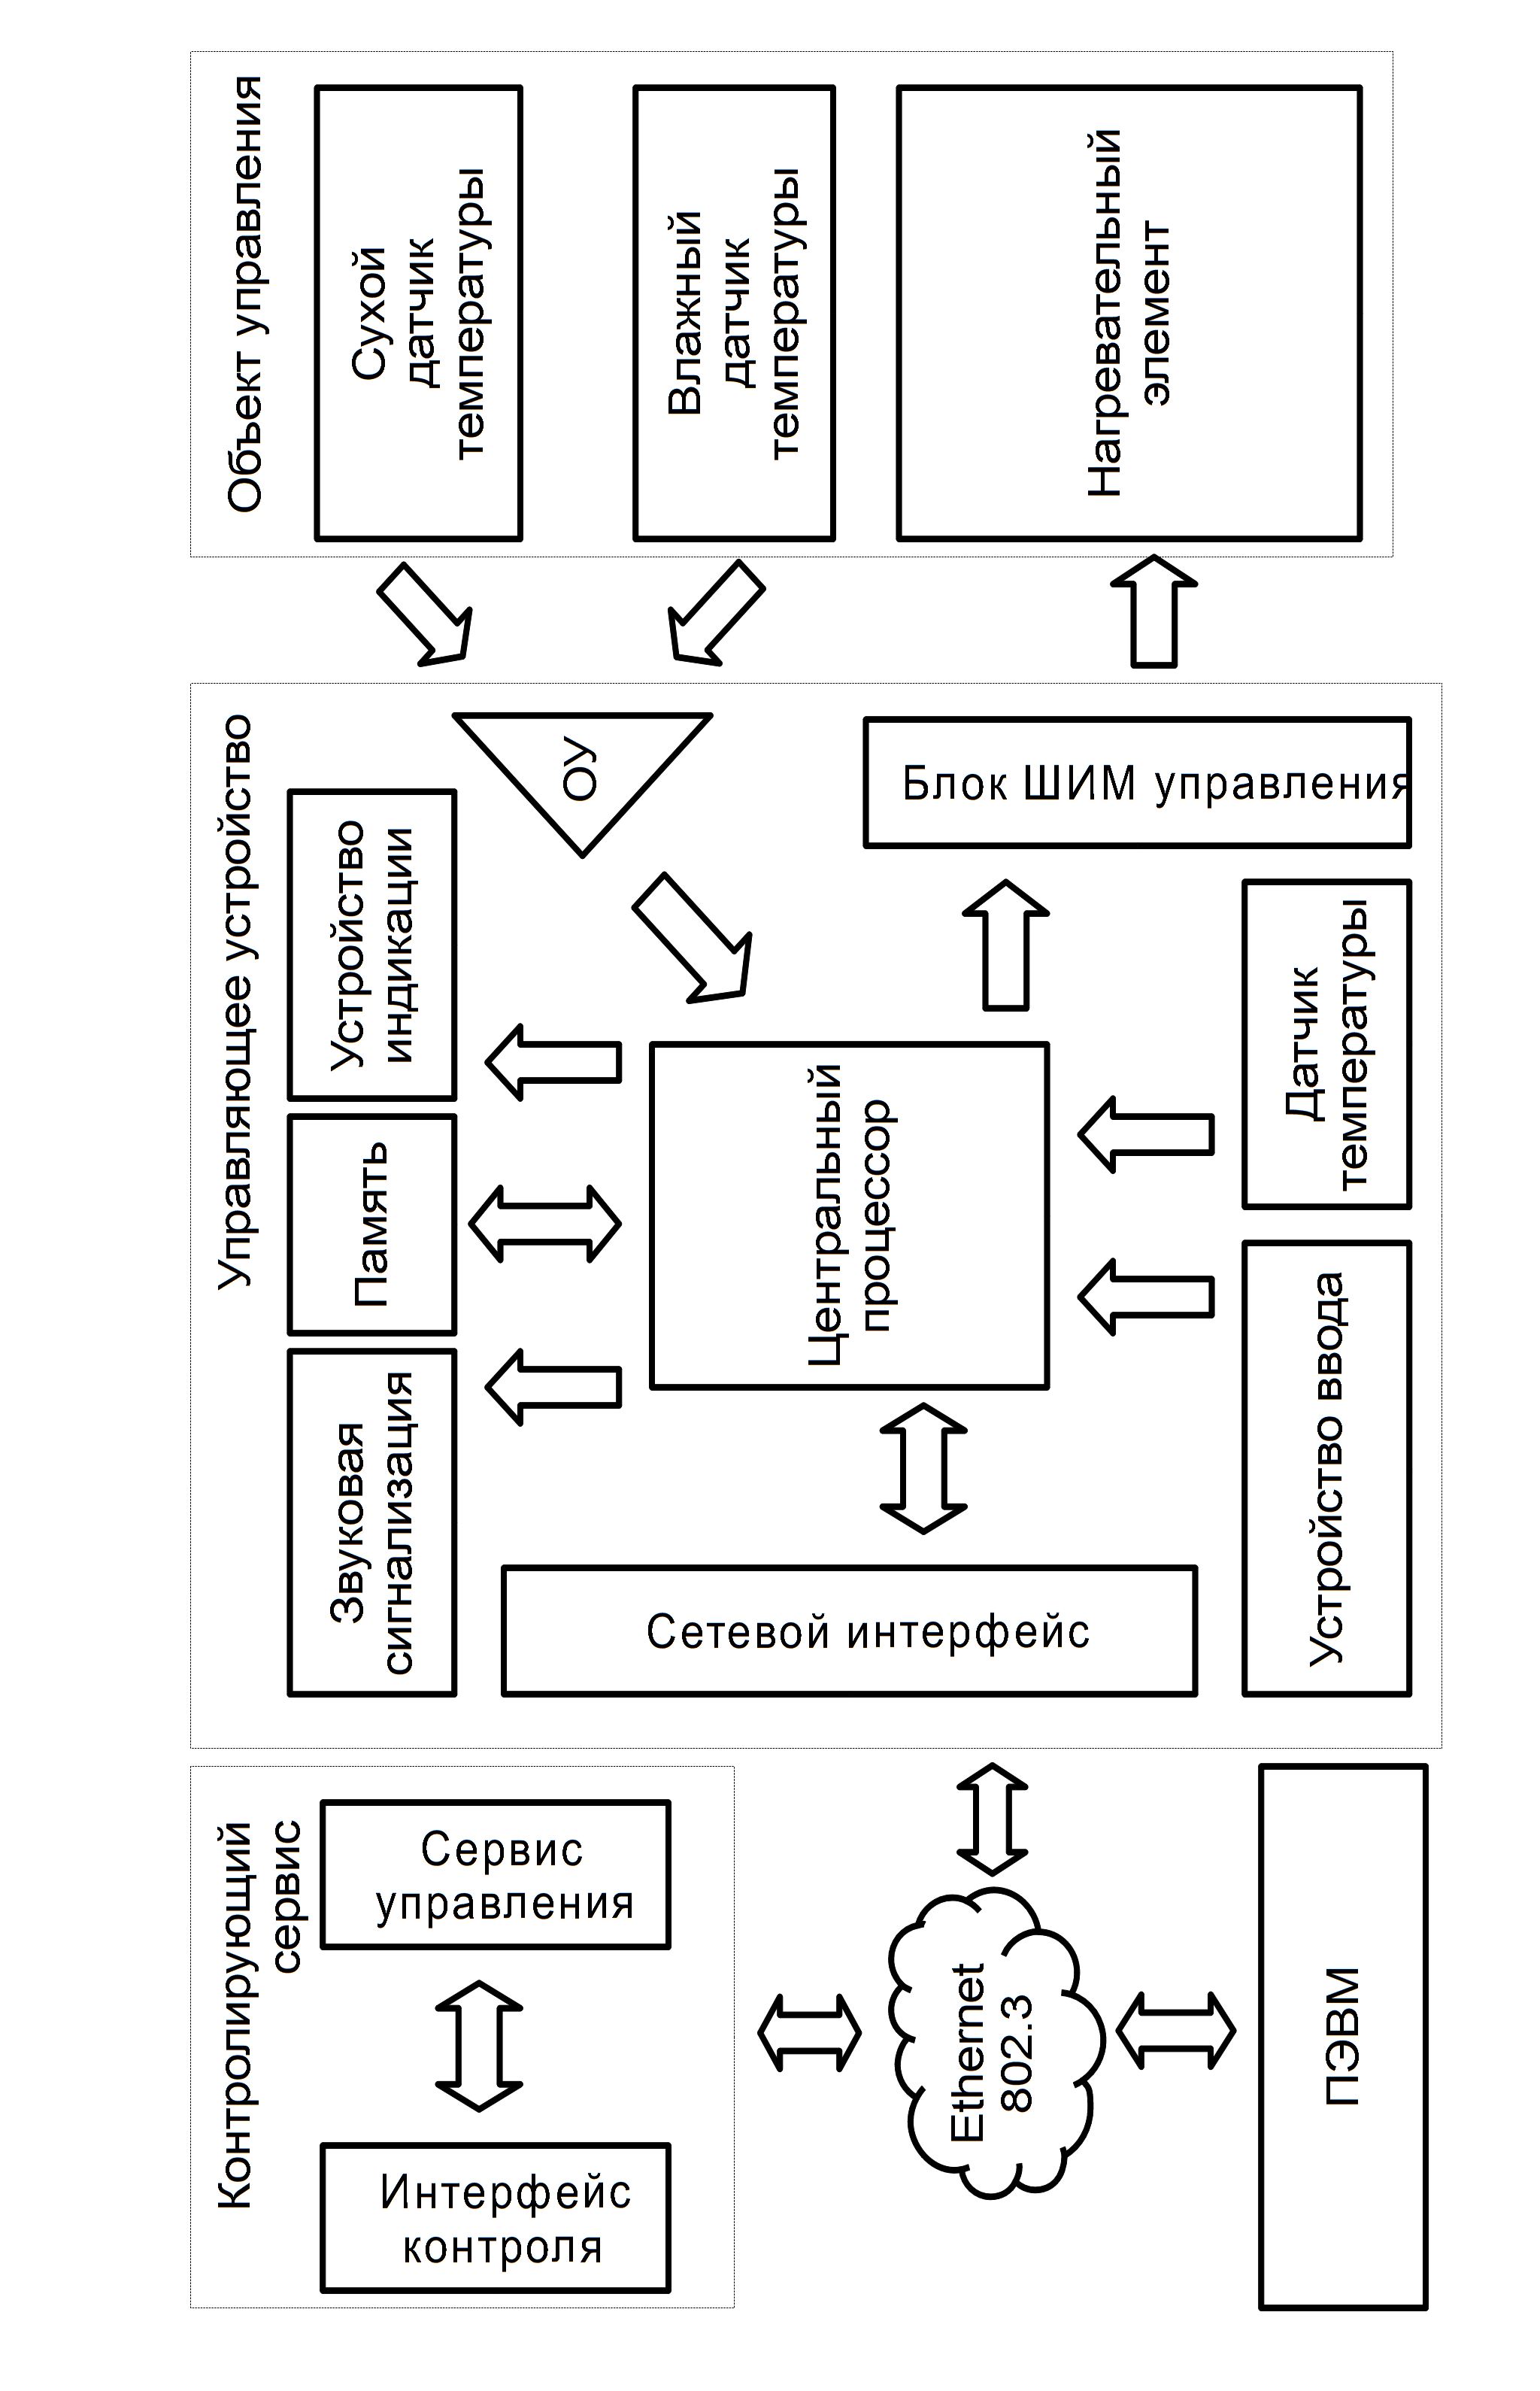 Объект управления
Сухой
датчик
температуры
Влажный
датчик
температуры
Нагревательный
элемент
Управляющее устройство
ОУ
Блок ШИМ управления
Устройство
индикации
Память
Звуковая
сигнализация
Центральный
процессор
Датчик
температуры
Устройство ввода
Сетевой интерфейс
Контролирующий
сервис
Сервис
управления
Интерфейс
контроля
Ethernet
802.3
ПЭВМ